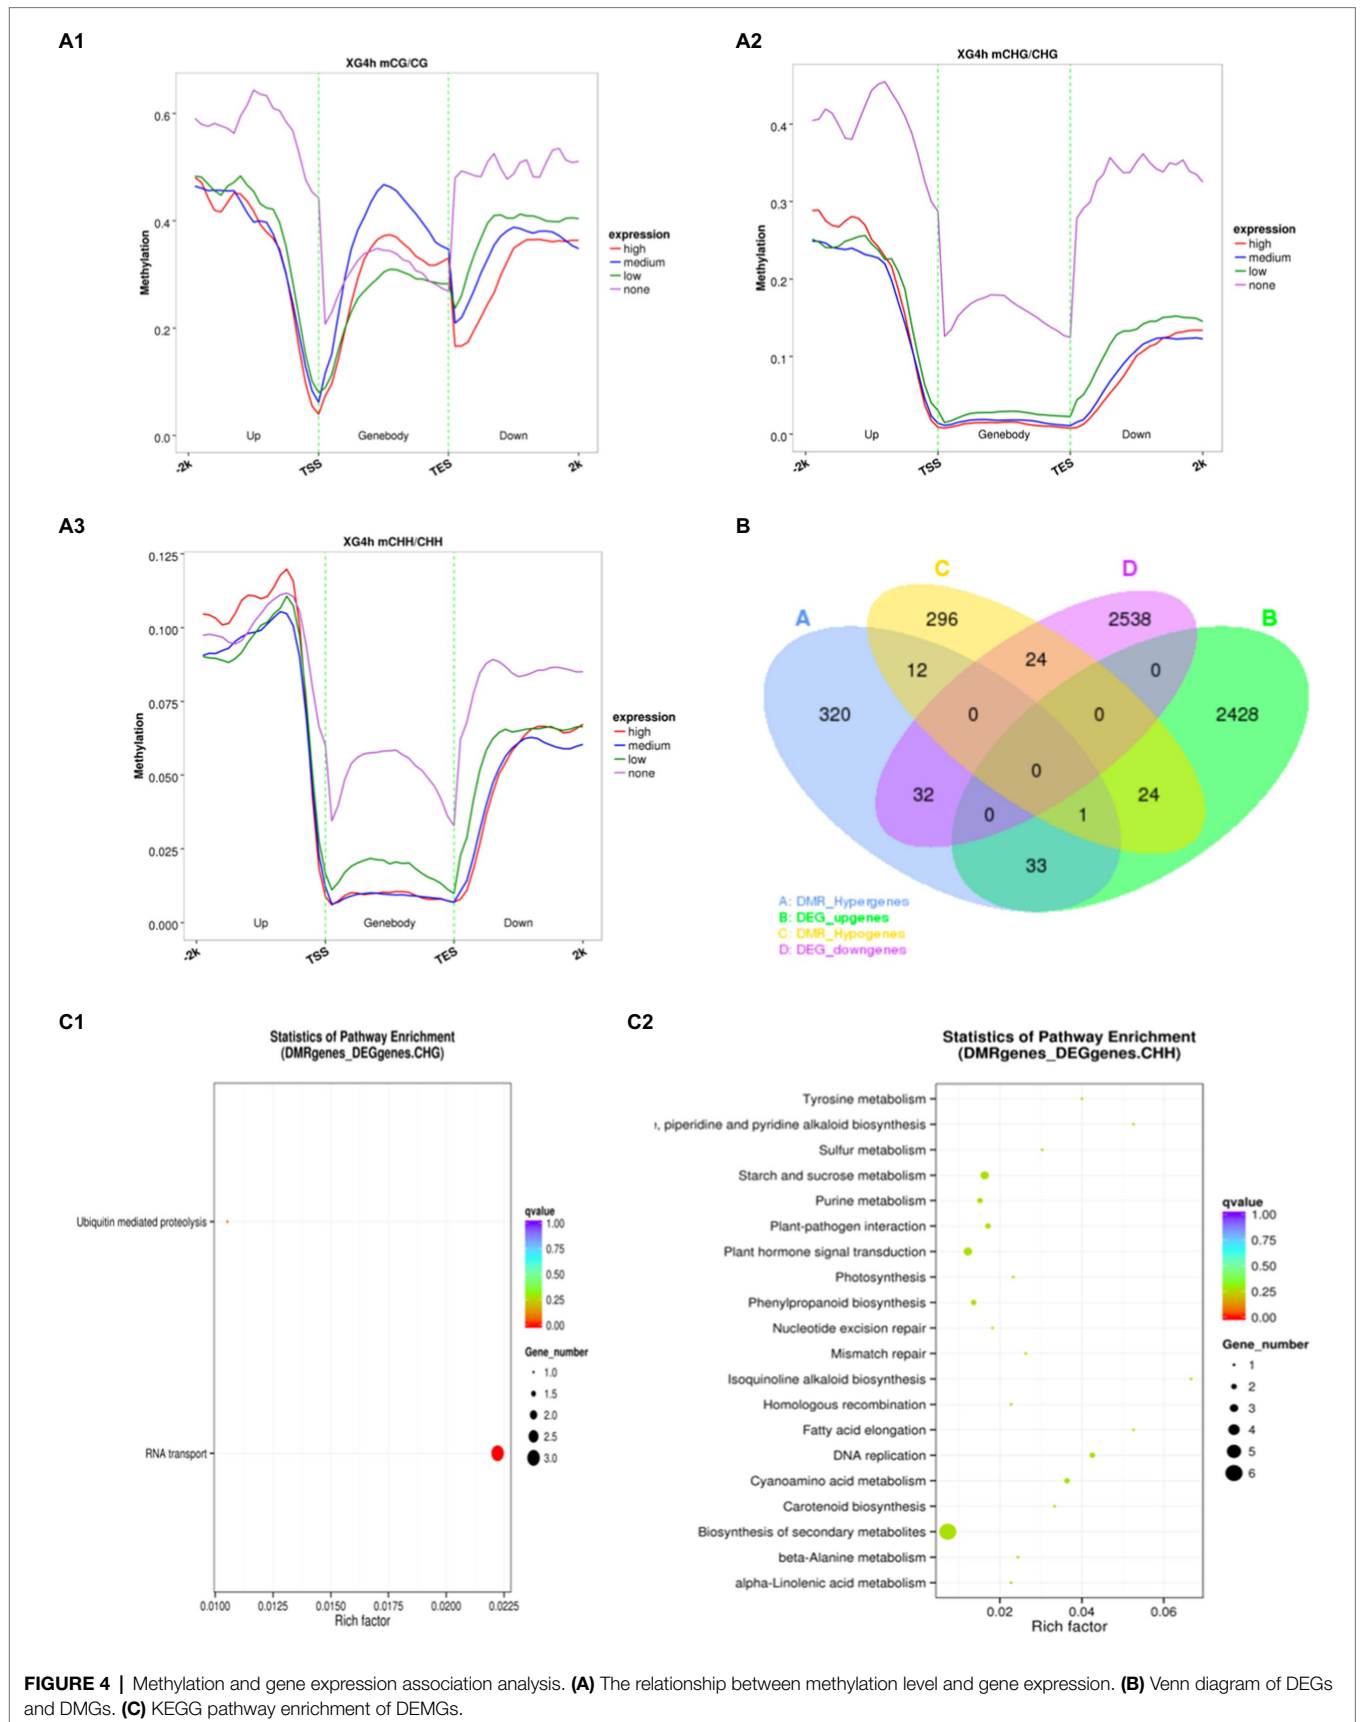 A1
XG4h mCG/CG
Methylation
0.6
0.4
0.2
0.0
Up
Genebody
Down
-2k
TSS
TES
2k
expression
high
medium
low
none
A2
XG4h mCHG/CHG
Methylation
0.4
0.3
0.2
0.1
0.0
Up
Genebody
Down
-2k
TSS
TES
2k
expression
high
medium
low
none
A3
XG4h mCHH/CHH
Methylation
0.125
0.100
0.075
0.050
0.025
0.000
Up
Genebody
Down
-2k
TSS
TES
2k
expression
high
medium
low
none
B
C
D
A
B
296
2538
12
24
0
320
0
0
2428
0
32
24
0
1
33
A: DMR_Hypergenes
B: DEG_upgenes
C: DMR_Hypogenes
D: DEG_downgenes
C1
Statistics of Pathway Enrichment
(DMRgenes_DEGgenes.CHG)
Ubiquitin mediated proteolysis
RNA transport
0.0100
0.0125
0.0150
0.0175
0.0200
0.0225
Rich factor
qvalue
1.00
0.75
0.50
0.25
0.00
Gene_number
1.0
1.5
2.0
2.5
3.0
C2
Statistics of Pathway Enrichment
(DMRgenes_DEGgenes.CHH)
Tyrosine metabolism
, piperidine and pyridine alkaloid biosynthesis
Sulfur metabolism
Starch and sucrose metabolism
Purine metabolism
Plant-pathogen interaction
Plant hormone signal transduction
Photosynthesis
Phenylpropanoid biosynthesis
Nucleotide excision repair
Mismatch repair
Isoquinoline alkaloid biosynthesis
Homologous recombination
Fatty acid elongation
DNA replication
Cyanoamino acid metabolism
Carotenoid biosynthesis
Biosynthesis of secondary metabolites
beta-Alanine metabolism
alpha-Linolenic acid metabolism
0.02
0.04
0.06
Rich factor
qvalue
1.00
0.75
0.50
0.25
0.00
Gene_number
1
2
3
4
5
6
FIGURE 4 | Methylation and gene expression association analysis. (A) The relationship between methylation level and gene expression. (B) Venn diagram of DEGs
and DMGs. (C) KEGG pathway enrichment of DEMGs.